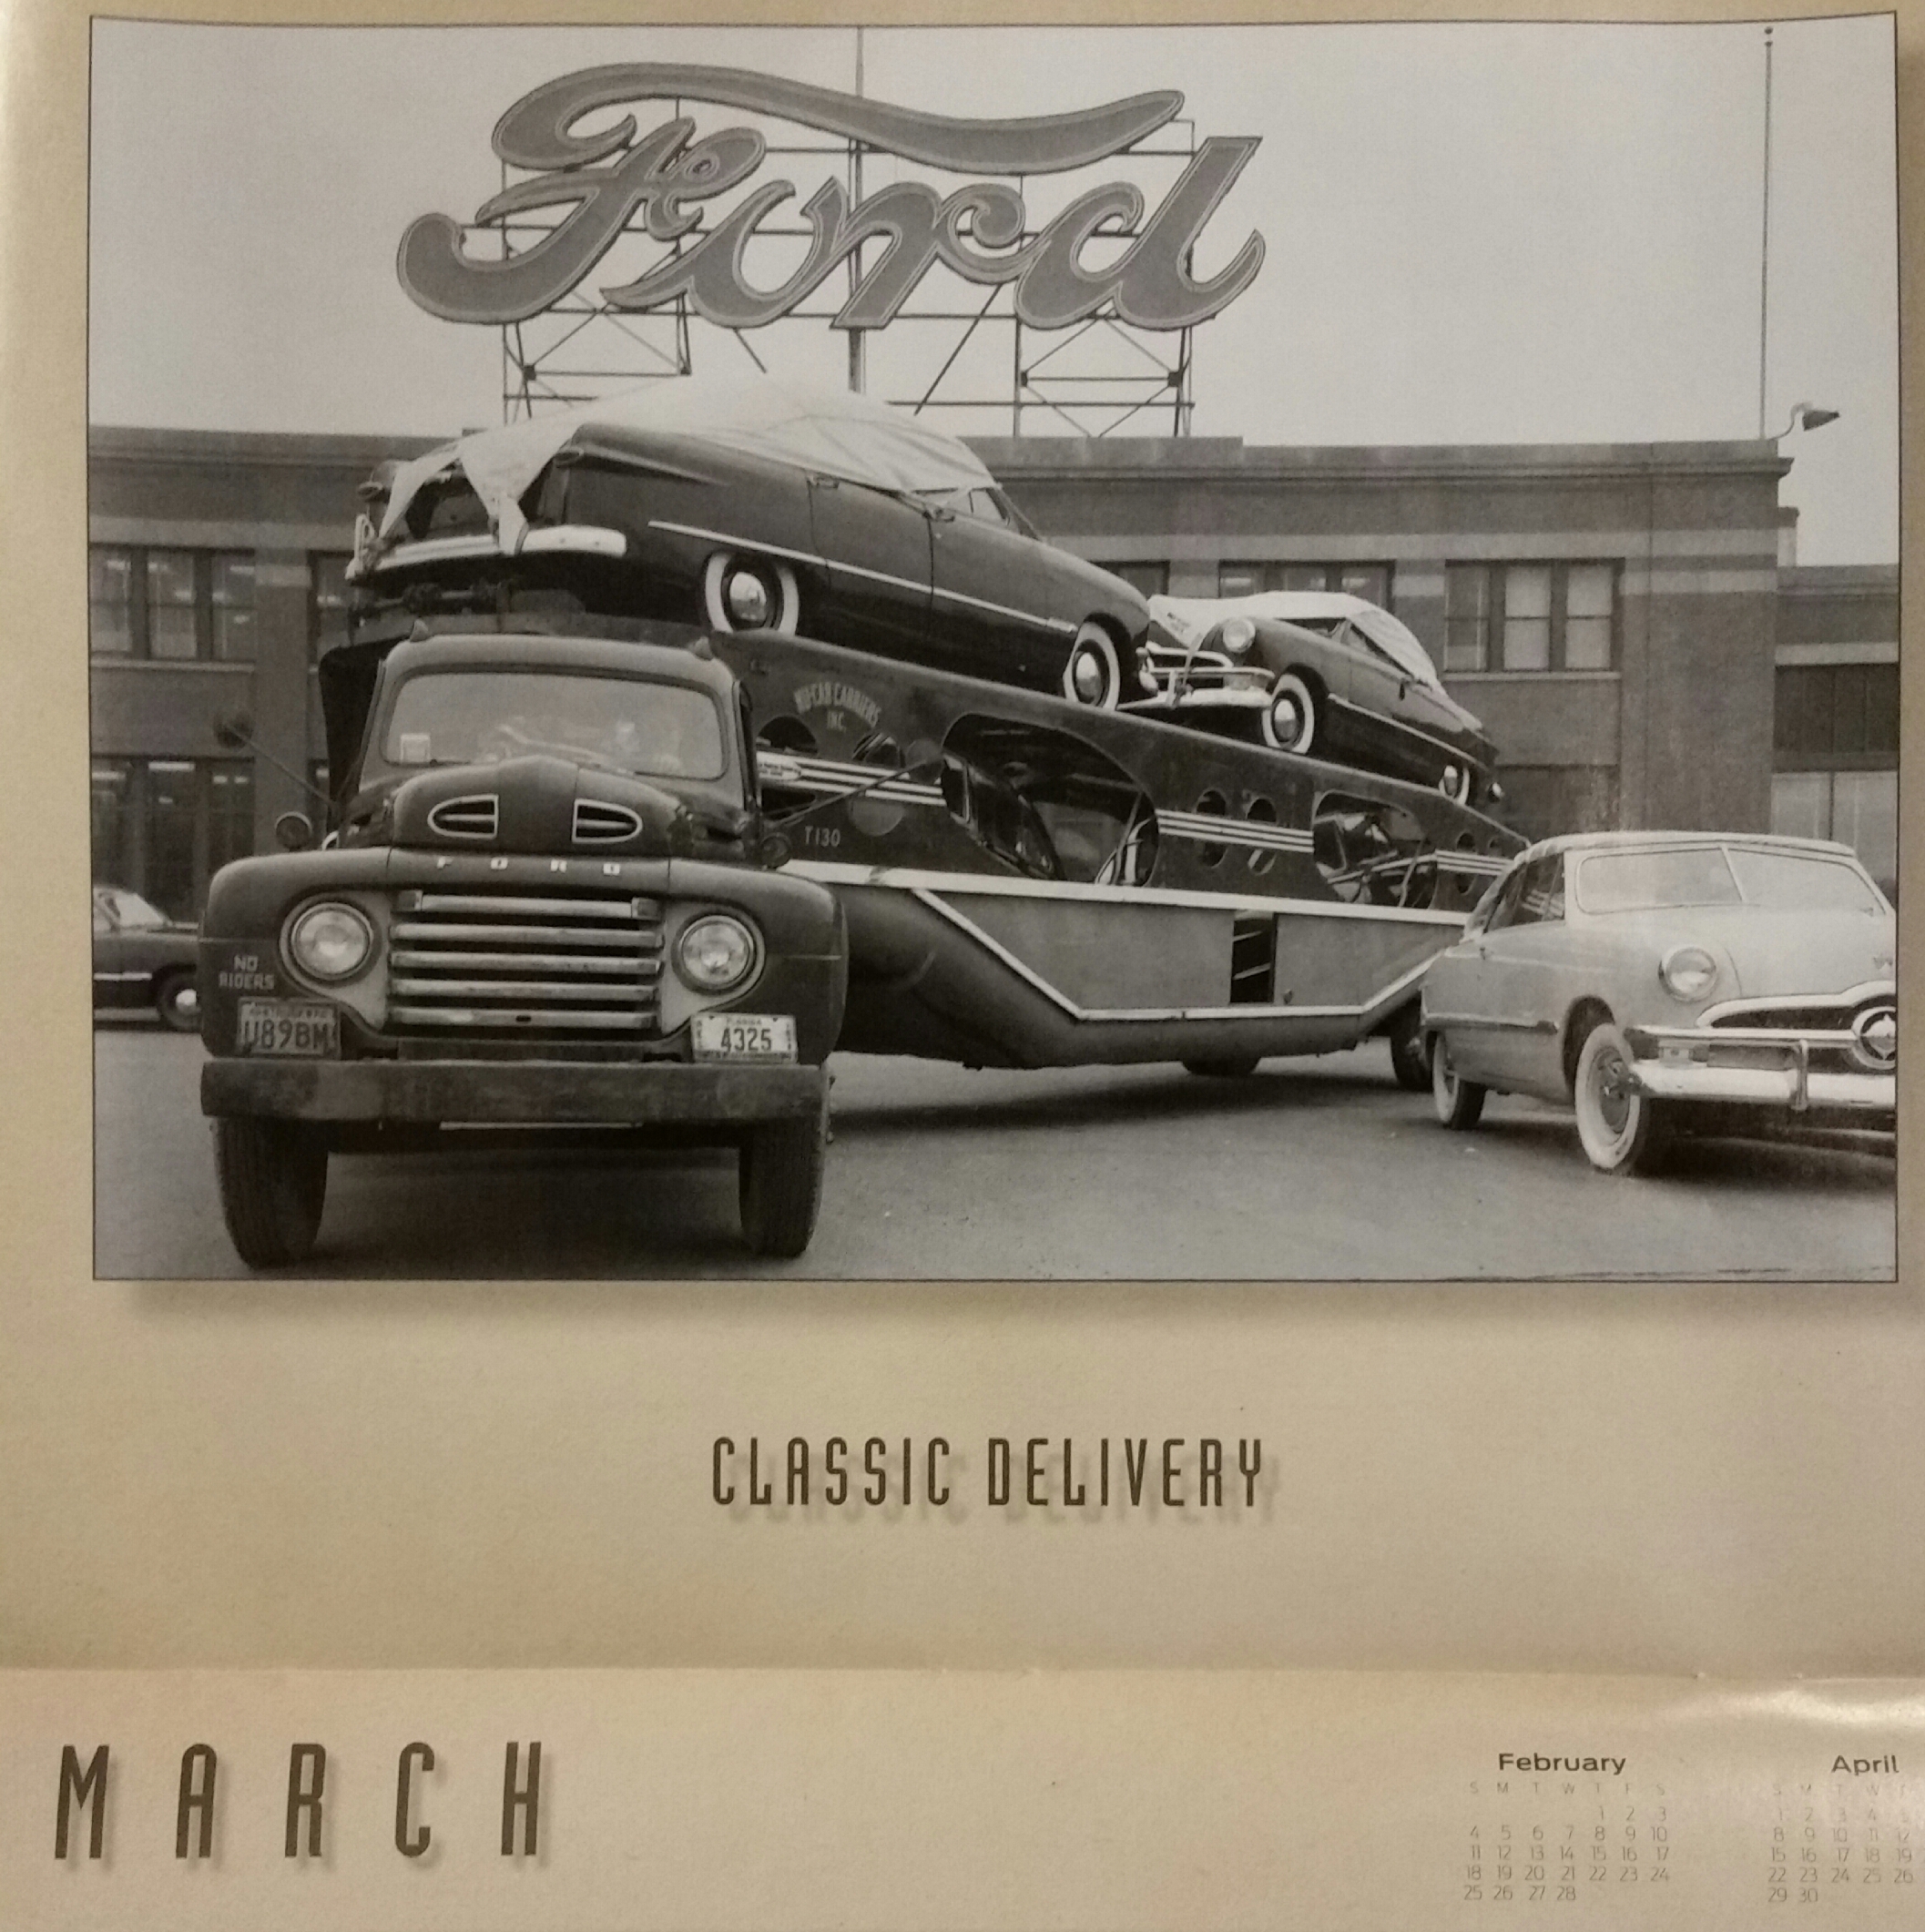 Ford
NU-CAR CARRIERS
INC.
T130
FORD
NO
RIDERS
U89BM
FLORIDA
4325
CLASSIC DELIVERY
MARCH
February
S M T W T F S
1 2 3
4 5 6 7 8 9 10
11 12 13 14 15 16 17
18 19 20 21 22 23 24
25 26 27 28
April
S M T W T
1 2 3 4 5
8 9 10 11 12
15 16 17 18 19
22 23 24 25 26
29 30